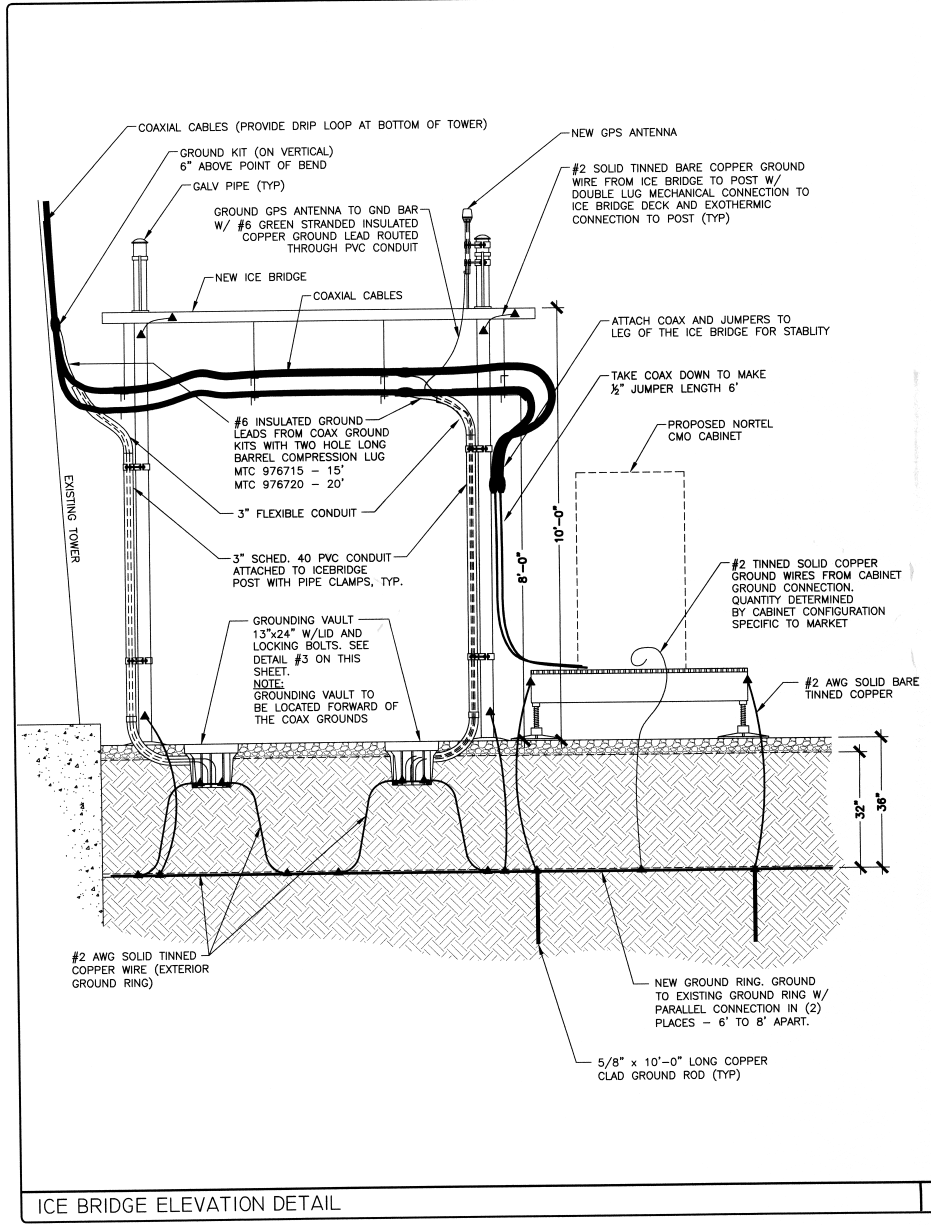 COAXIAL CABLES (PROVIDE DRIP LOOP AT BOTTOM OF TOWER)
GROUND KIT (ON VERTICAL)
6" ABOVE POINT OF BEND
GALV PIPE (TYP)
GROUND GPS ANTENNA TO GND BAR
W/ #6 GREEN STRANDED INSULATED
COPPER GROUND LEAD ROUTED
THROUGH PVC CONDUIT
NEW GPS ANTENNA
#2 SOLID TINNED BARE COPPER GROUND
WIRE FROM ICE BRIDGE TO POST W/
DOUBLE LUG MECHANICAL CONNECTION TO
ICE BRIDGE DECK AND EXOTHERMIC
CONNECTION TO POST (TYP)
NEW ICE BRIDGE
COAXIAL CABLES
ATTACH COAX AND JUMPERS TO
LEG OF THE ICE BRIDGE FOR STABLITY
TAKE COAX DOWN TO MAKE
½" JUMPER LENGTH 6'
#6 INSULATED GROUND
LEADS FROM COAX GROUND
KITS WITH TWO HOLE LONG
BARREL COMPRESSION LUG
MTC 976715 - 15'
MTC 976720 - 20'
PROPOSED NORTEL
CMO CABINET
EXISTING TOWER
3" FLEXIBLE CONDUIT
10'-0"
8'-0"
3" SCHED. 40 PVC CONDUIT
ATTACHED TO ICEBRIDGE
POST WITH PIPE CLAMPS, TYP.
#2 TINNED SOLID COPPER
GROUND WIRES FROM CABINET
GROUND CONNECTION.
QUANTITY DETERMINED
BY CABINET CONFIGURATION
SPECIFIC TO MARKET
GROUNDING VAULT
13"x24" W/LID AND
LOCKING BOLTS. SEE
DETAIL #3 ON THIS
SHEET.
NOTE:
GROUNDING VAULT TO
BE LOCATED FORWARD OF
THE COAX GROUNDS
#2 AWG SOLID BARE
TINNED COPPER
32"
36"
#2 AWG SOLID TINNED
COPPER WIRE (EXTERIOR
GROUND RING)
NEW GROUND RING. GROUND
TO EXISTING GROUND RING W/
PARALLEL CONNECTION IN (2)
PLACES - 6' TO 8' APART.
5/8" x 10'-0" LONG COPPER
CLAD GROUND ROD (TYP)
ICE BRIDGE ELEVATION DETAIL